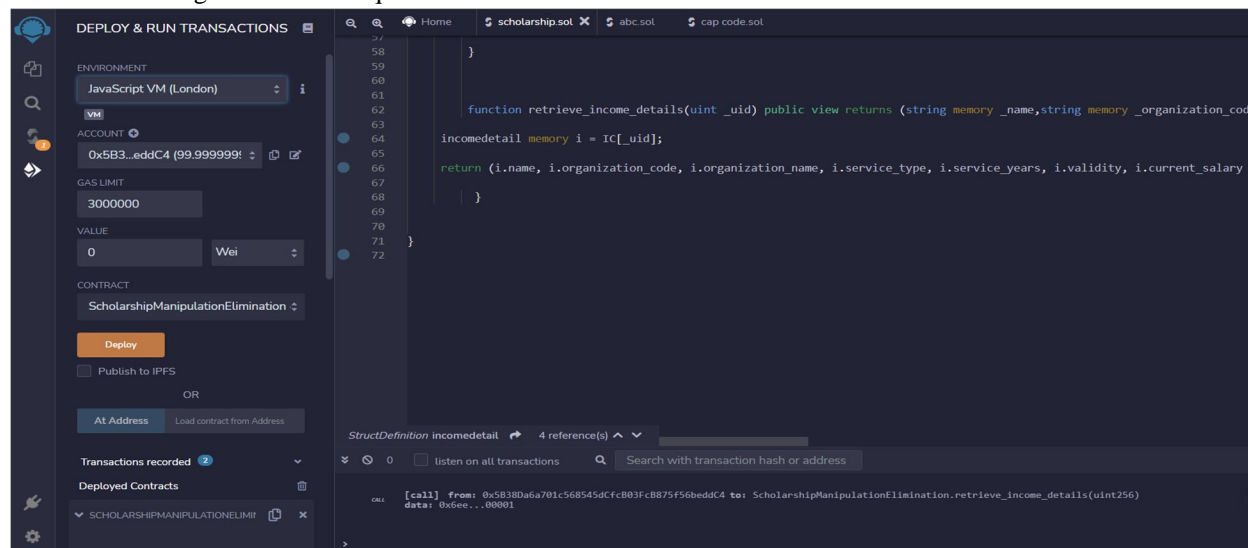 DEPLOY & RUN TRANSACTIONS
ENVIRONMENT
JavaScript VM (London)
VM
ACCOUNT
0x5B3...eddC4 (99.9999999
GAS LIMIT
3000000
VALUE
0 Wei
CONTRACT
ScholarshipManipulationElimination
Deploy
Publish to IPFS
OR
At Address Load contract from Address
Transactions recorded 2
Deployed Contracts
SCHOLARSHIPMANIPULATIONELIMI
Home scholarship.sol abc.sol cap code.sol
57
58 }
59
60
61
62 function retrieve_income_details(uint _uid) public view returns (string memory _name,string memory _organization_cod
63
64 incomedetail memory i = IC[_uid];
65
66 return (i.name, i.organization_code, i.organization_name, i.service_type, i.service_years, i.validity, i.current_salary
67
68 }
69
70
71 }
72
StructDefinition incomedetail 4 reference(s)
0 listen on all transactions Search with transaction hash or address
CALL [call] from: 0x5B38Da6a701c568545dCfcB03FcB875f56beddC4 to: ScholarshipManipulationElimination.retrieve_income_details(uint256)
data: 0x6ee...00001
>